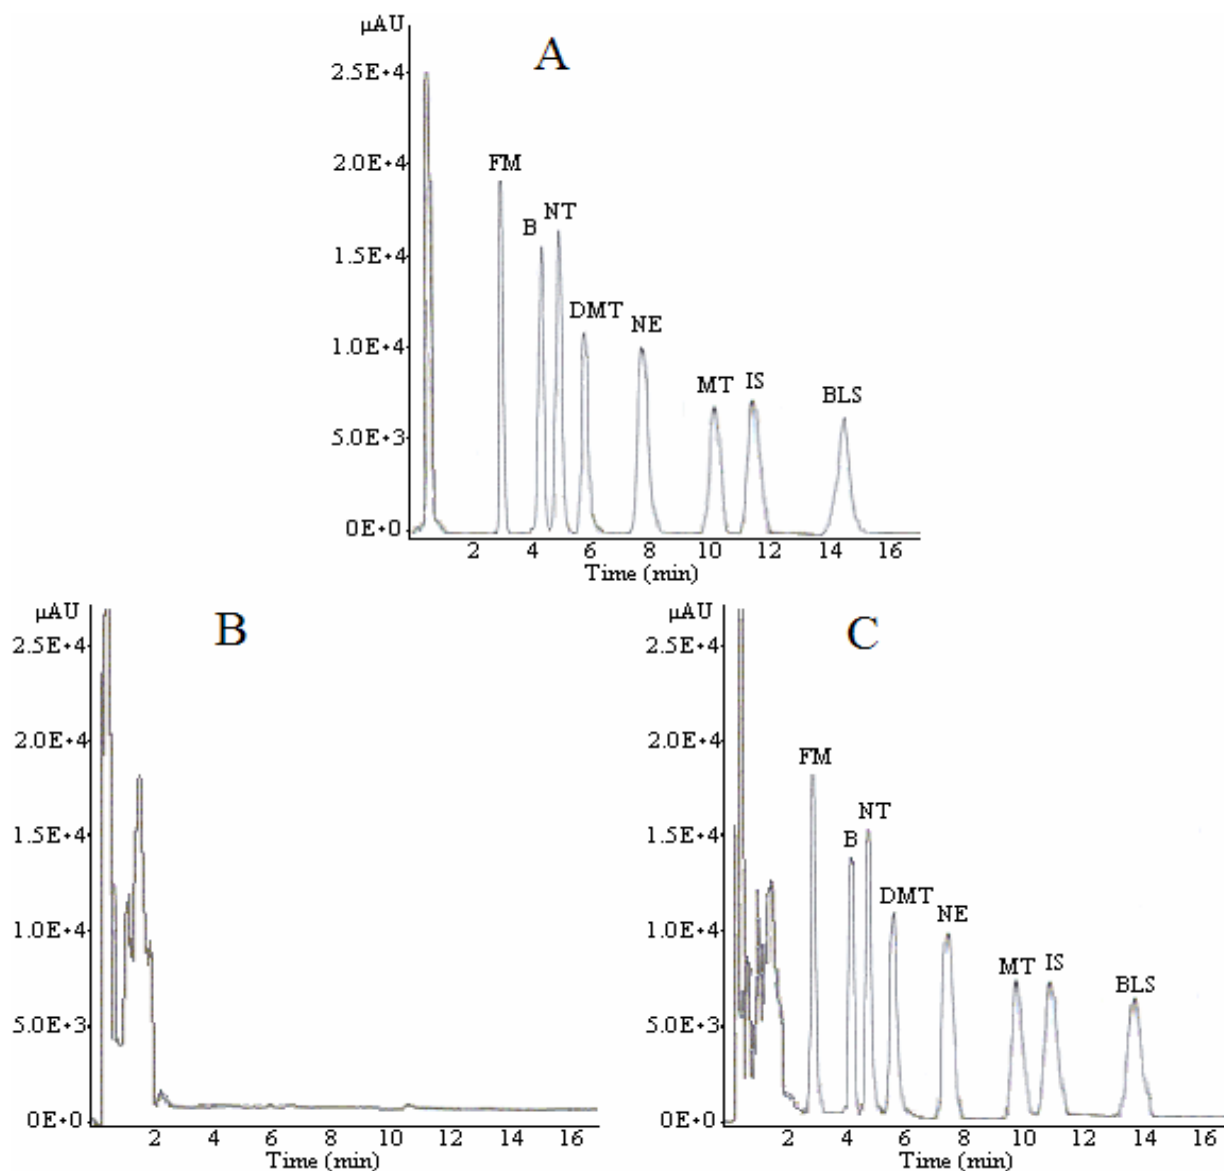 µAU
A
2.5E+4
2.0E+4
1.5E+4
1.0E+4
5.0E+3
0E+0
FM
B
NT
DMT
NE
MT
IS
BLS
2 4 6 8 10 12 14 16
Time (min)
µAU
B
2.5E+4
2.0E+4
1.5E+4
1.0E+4
5.0E+3
0E+0
2 4 6 8 10 12 14 16
Time (min)
µAU
C
2.5E+4
2.0E+4
1.5E+4
1.0E+4
5.0E+3
0E+0
FM
B
NT
DMT
NE
MT
IS
BLS
2 4 6 8 10 12 14 16
Time (min)